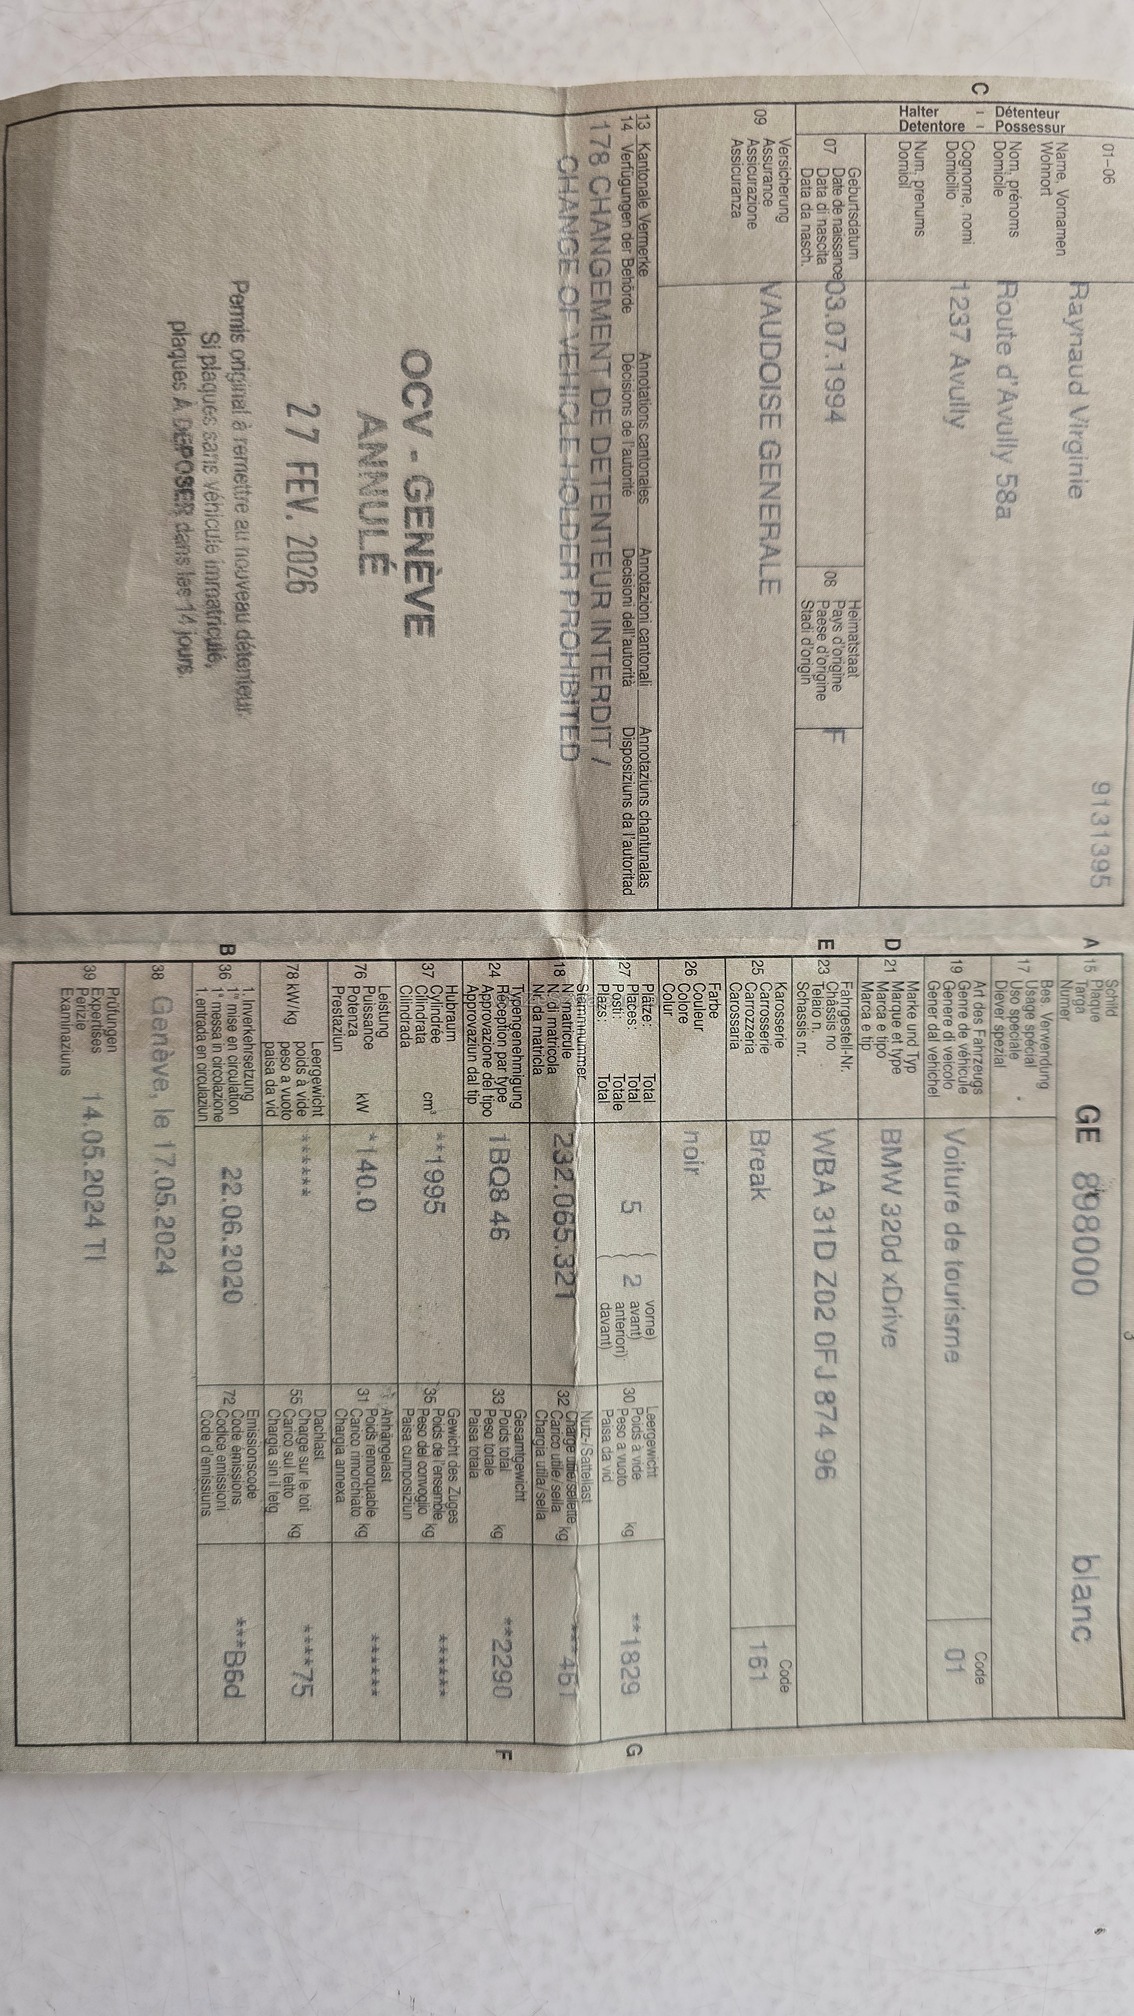 01-06
9131395
C
Halter - Détenteur
Detentore - Possessur
Name, Vornamen
Wohnort
Nom, prénoms
Domicile
Cognome, nomi
Domicilio
Num, prenums
Domicil
Raynaud Virginie
Route d'Avully 58a
1237 Avully
07
Geburtsdatum
Date de naissance
Data di nascita
Data da nasch.
03.07.1994
08
Heimatstaat
Pays d'origine
Paese d'origine
Stadi d'origin
F
09
Versicherung
Assurance
Assicurazione
Assicuranza
VAUDOISE GENERALE
13 Kantonale Vermerke Annotations cantonales Annotazioni cantonali Annotaziuns chantunalas
14 Verfügungen der Behörde Décisions de l'autorité Decisioni dell'autorità Disposiziuns da l'autoritad
178 CHANGEMENT DE DETENTEUR INTERDIT /
CHANGE OF VEHICLE HOLDER PROHIBITED
OCV - GENÈVE
ANNULÉ
27 FEV. 2026
Permis original à remettre au nouveau détenteur.
Si plaques sans véhicule immatriculé,
plaques A DEPOSER dans les 14 jours.
A 15
Schild
Plaque
Targa
Numer
GE 898000
blanc
17
Bes. Verwendung
Usage spécial
Uso speciale
Diever spezial
19
Art des Fahrzeugs
Genre de véhicule
Genere di veicolo
Gener dal vehichel
Voiture de tourisme
Code
01
D 21
Marke und Typ
Marque et type
Marca e tipo
Marca e tip
BMW 320d xDrive
E 23
Fahrgestell-Nr.
Châssis no
Telaio n.
Schassis nr.
WBA 31D Z02 0FJ 874 96
25
Karosserie
Carrosserie
Carrozzeria
Carossaria
Break
Code
161
26
Farbe
Couleur
Colore
Colur
noir
27
Plätze: Total
Places: Total
Posti: Totale
Plazs: Total
5
2
vorne)
avant)
anteriori)
davant)
30
Leergewicht
Poids à vide
Peso a vuoto
Paisa da vid
kg
**1829
G
18
Stammnummer
N° matricule
N. di matricola
Nr. da matricla
232.065.321
32
Nutz-/Sattellast
Charge utile/sellette
Carico utile/sella
Chargia utila/sella
kg
***461
24
Typengenehmigung
Réception par type
Approvazione del tipo
Approvaziun dal tip
1BQ8 46
33
Gesamtgewicht
Poids total
Peso totale
Paisa totala
kg
**2290
F
37
Hubraum
Cylindrée
Cilindrata
Cilindrada
cm³
**1995
35
Gewicht des Zuges
Poids de l'ensemble
Peso del convoglio
Paisa cumposiziun
kg
******
76
Leistung
Puissance
Potenza
Prestaziun
kW
*140.0
31
Anhängelast
Poids remorquable
Carico rimorchiato
Chargia annexa
kg
******
78 kW/kg
Leergewicht
poids à vide
peso a vuoto
paisa da vid
******
55
Dachlast
Charge sur le toit
Carico sul tetto
Chargia sin il tetg
kg
****75
B 36
1. Inverkehrsetzung
1re mise en circulation
1a messa in circolazione
1. entrada en circulaziun
22.06.2020
72
Emissionscode
Code émissions
Codice emissioni
Code d'emissiuns
***B6d
38
Genève, le 17.05.2024
39
Prüfungen
Expertises
Perizie
Examinaziuns
14.05.2024 TI